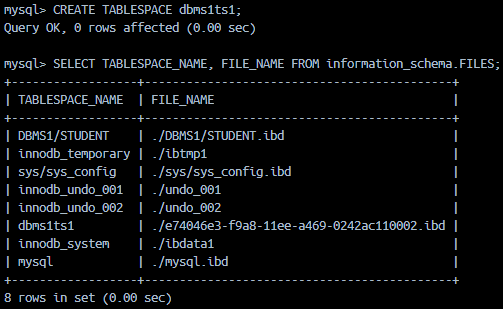 mysql> CREATE TABLESPACE dbms1ts1;
Query OK, 0 rows affected (0.00 sec)
mysql> SELECT TABLESPACE_NAME, FILE_NAME FROM information_schema.FILES;
+------------------+-------------------------------------------+
| TABLESPACE_NAME  | FILE_NAME                                 |
+------------------+-------------------------------------------+
| DBMS1/STUDENT    | ./DBMS1/STUDENT.ibd                       |
| innodb_temporary | ./ibtmp1                                  |
| sys/sys_config   | ./sys/sys_config.ibd                      |
| innodb_undo_001  | ./undo_001                                |
| innodb_undo_002  | ./undo_002                                |
| dbms1ts1         | ./e74046e3-f9a8-11ee-a469-0242ac110002.ibd |
| innodb_system    | ./ibdata1                                 |
| mysql            | ./mysql.ibd                               |
+------------------+-------------------------------------------+
8 rows in set (0.00 sec)